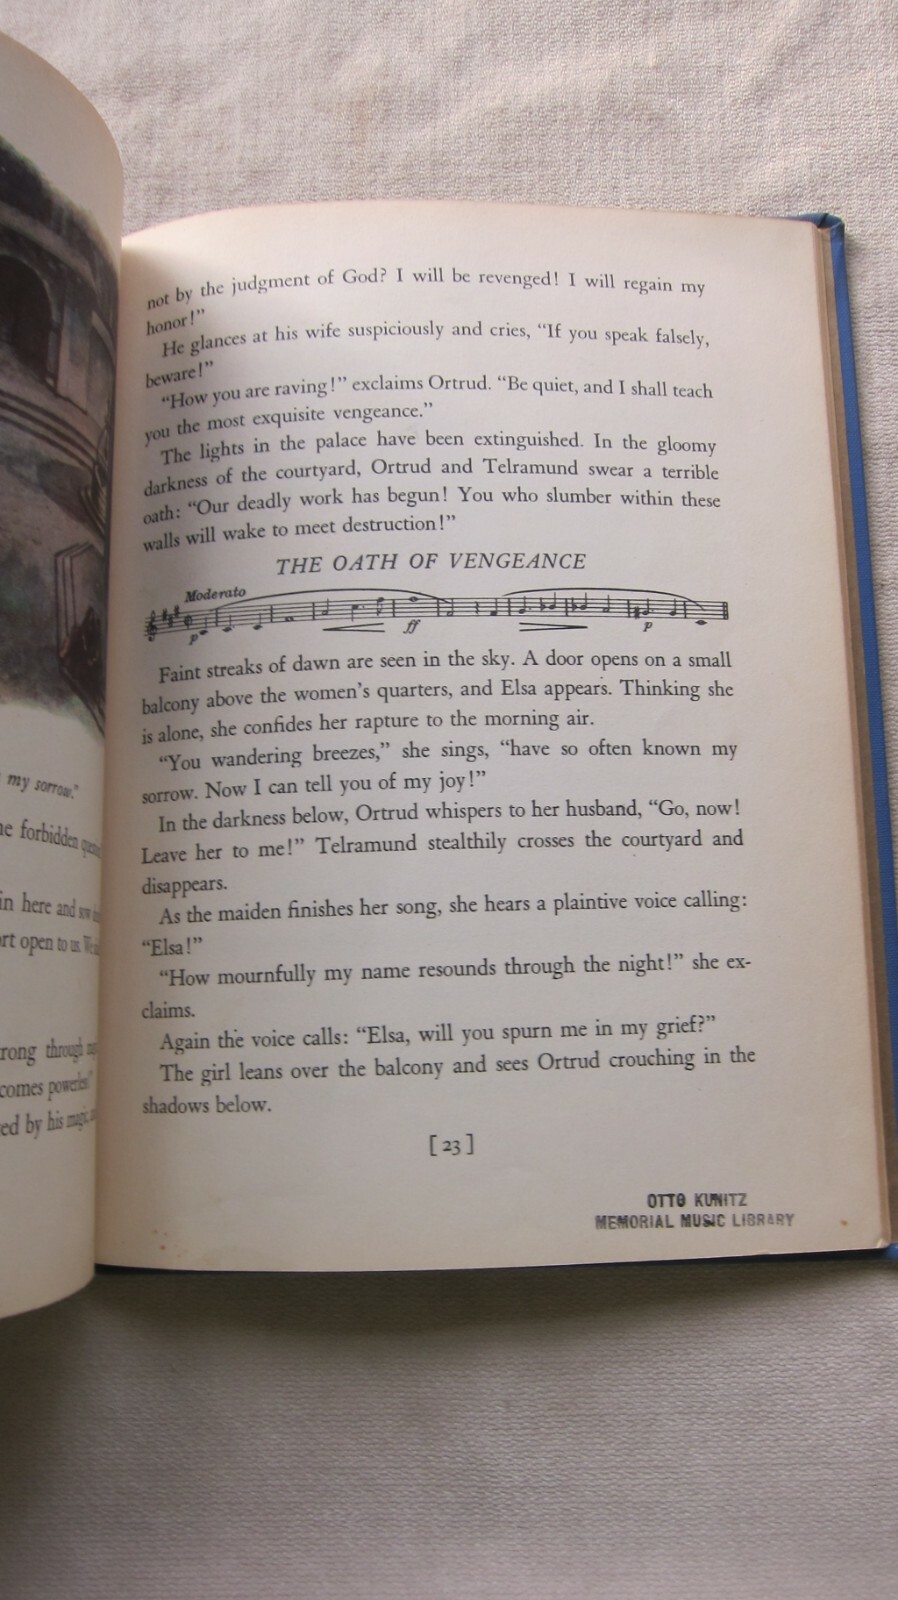 my sorrow."
forbidden
in here and
open to us.
through
comes
by his magic,
not by the judgment of God? I will be revenged! I will regain my
honor!”
He glances at his wife suspiciously and cries, “If you speak falsely,
beware!”
“How you are raving!” exclaims Ortrud. “Be quiet, and I shall teach
you the most exquisite vengeance.”
The lights in the palace have been extinguished. In the gloomy
darkness of the courtyard, Ortrud and Telramund swear a terrible
oath: “Our deadly work has begun! You who slumber within these
walls will wake to meet destruction!”
THE OATH OF VENGEANCE
Moderato
p ff p
Faint streaks of dawn are seen in the sky. A door opens on a small
balcony above the women’s quarters, and Elsa appears. Thinking she
is alone, she confides her rapture to the morning air.
“You wandering breezes,” she sings, “have so often known my
sorrow. Now I can tell you of my joy!”
In the darkness below, Ortrud whispers to her husband, “Go, now!
Leave her to me!” Telramund stealthily crosses the courtyard and
disappears.
As the maiden finishes her song, she hears a plaintive voice calling:
“Elsa!”
“How mournfully my name resounds through the night!” she ex-
claims.
Again the voice calls: “Elsa, will you spurn me in my grief?”
The girl leans over the balcony and sees Ortrud crouching in the
shadows below.
[ 23 ]
OTTO KUNITZ
MEMORIAL MUSIC LIBRARY